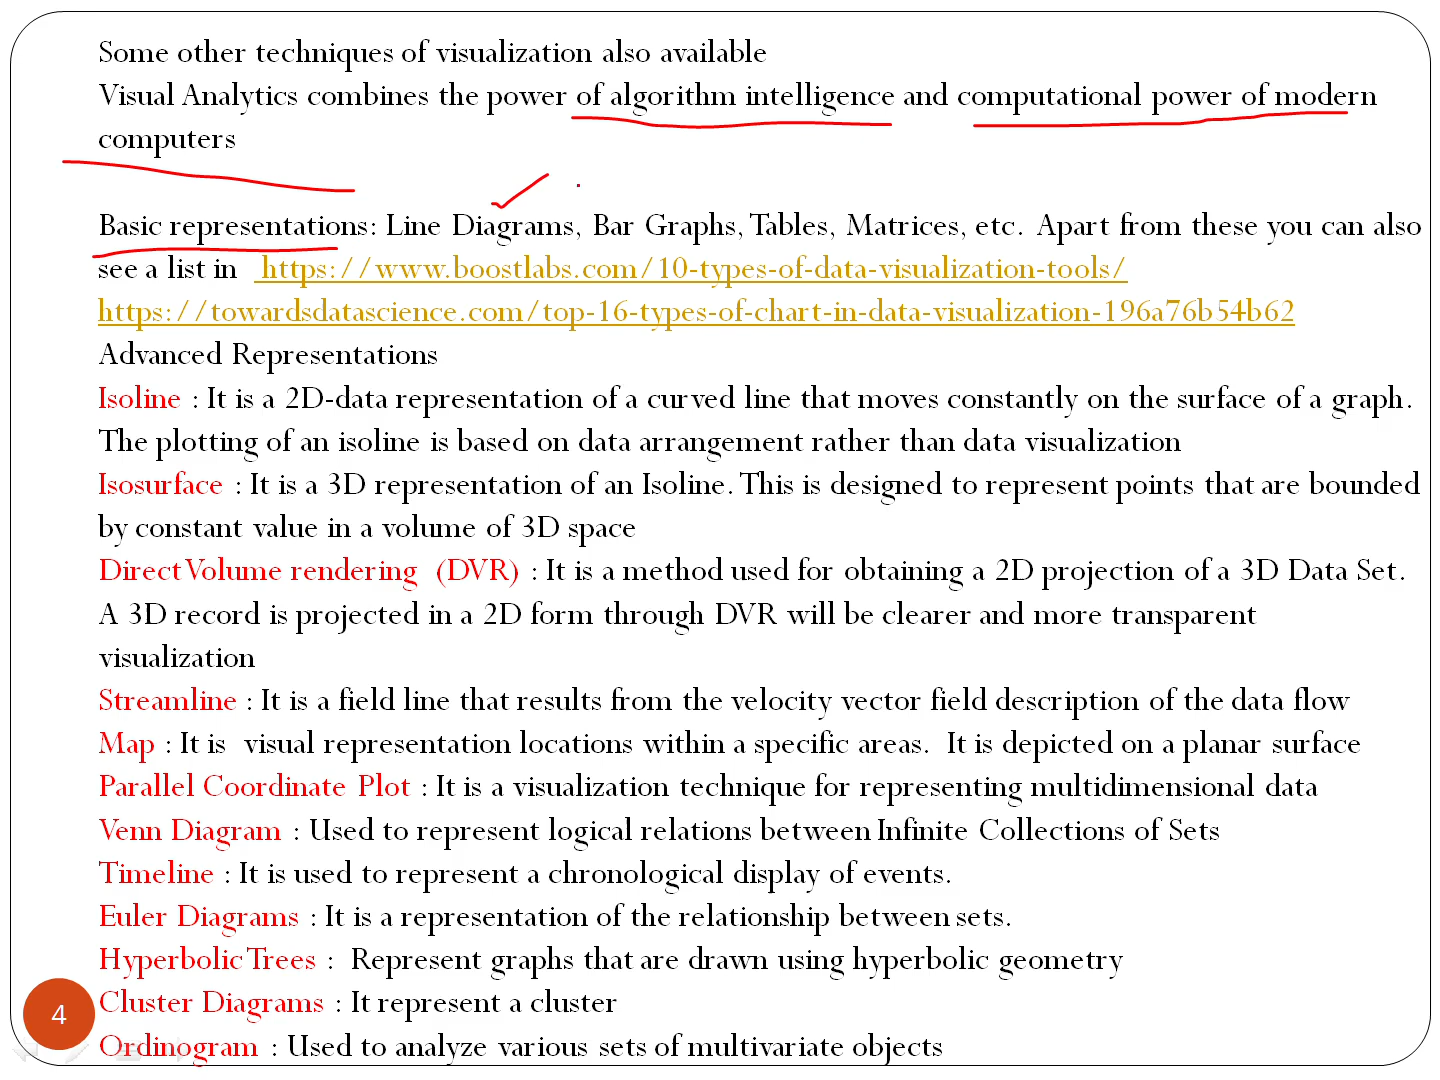 Some other techniques of visualization also available
Visual Analytics combines the power of algorithm intelligence and computational power of modern
computers
Basic representations: Line Diagrams, Bar Graphs, Tables, Matrices, etc. Apart from these you can also
see a list in https://www.boostlabs.com/10-types-of-data-visualization-tools/
https://towardsdatascience.com/top-16-types-of-chart-in-data-visualization-196a76b54b62
Advanced Representations
Isoline : It is a 2D-data representation of a curved line that moves constantly on the surface of a graph.
The plotting of an isoline is based on data arrangement rather than data visualization
Isosurface : It is a 3D representation of an Isoline. This is designed to represent points that are bounded
by constant value in a volume of 3D space
Direct Volume rendering (DVR) : It is a method used for obtaining a 2D projection of a 3D Data Set.
A 3D record is projected in a 2D form through DVR will be clearer and more transparent
visualization
Streamline : It is a field line that results from the velocity vector field description of the data flow
Map : It is visual representation locations within a specific areas. It is depicted on a planar surface
Parallel Coordinate Plot : It is a visualization technique for representing multidimensional data
Venn Diagram : Used to represent logical relations between Infinite Collections of Sets
Timeline : It is used to represent a chronological display of events.
Euler Diagrams : It is a representation of the relationship between sets.
Hyperbolic Trees : Represent graphs that are drawn using hyperbolic geometry
Cluster Diagrams : It represent a cluster
Ordinogram : Used to analyze various sets of multivariate objects
4